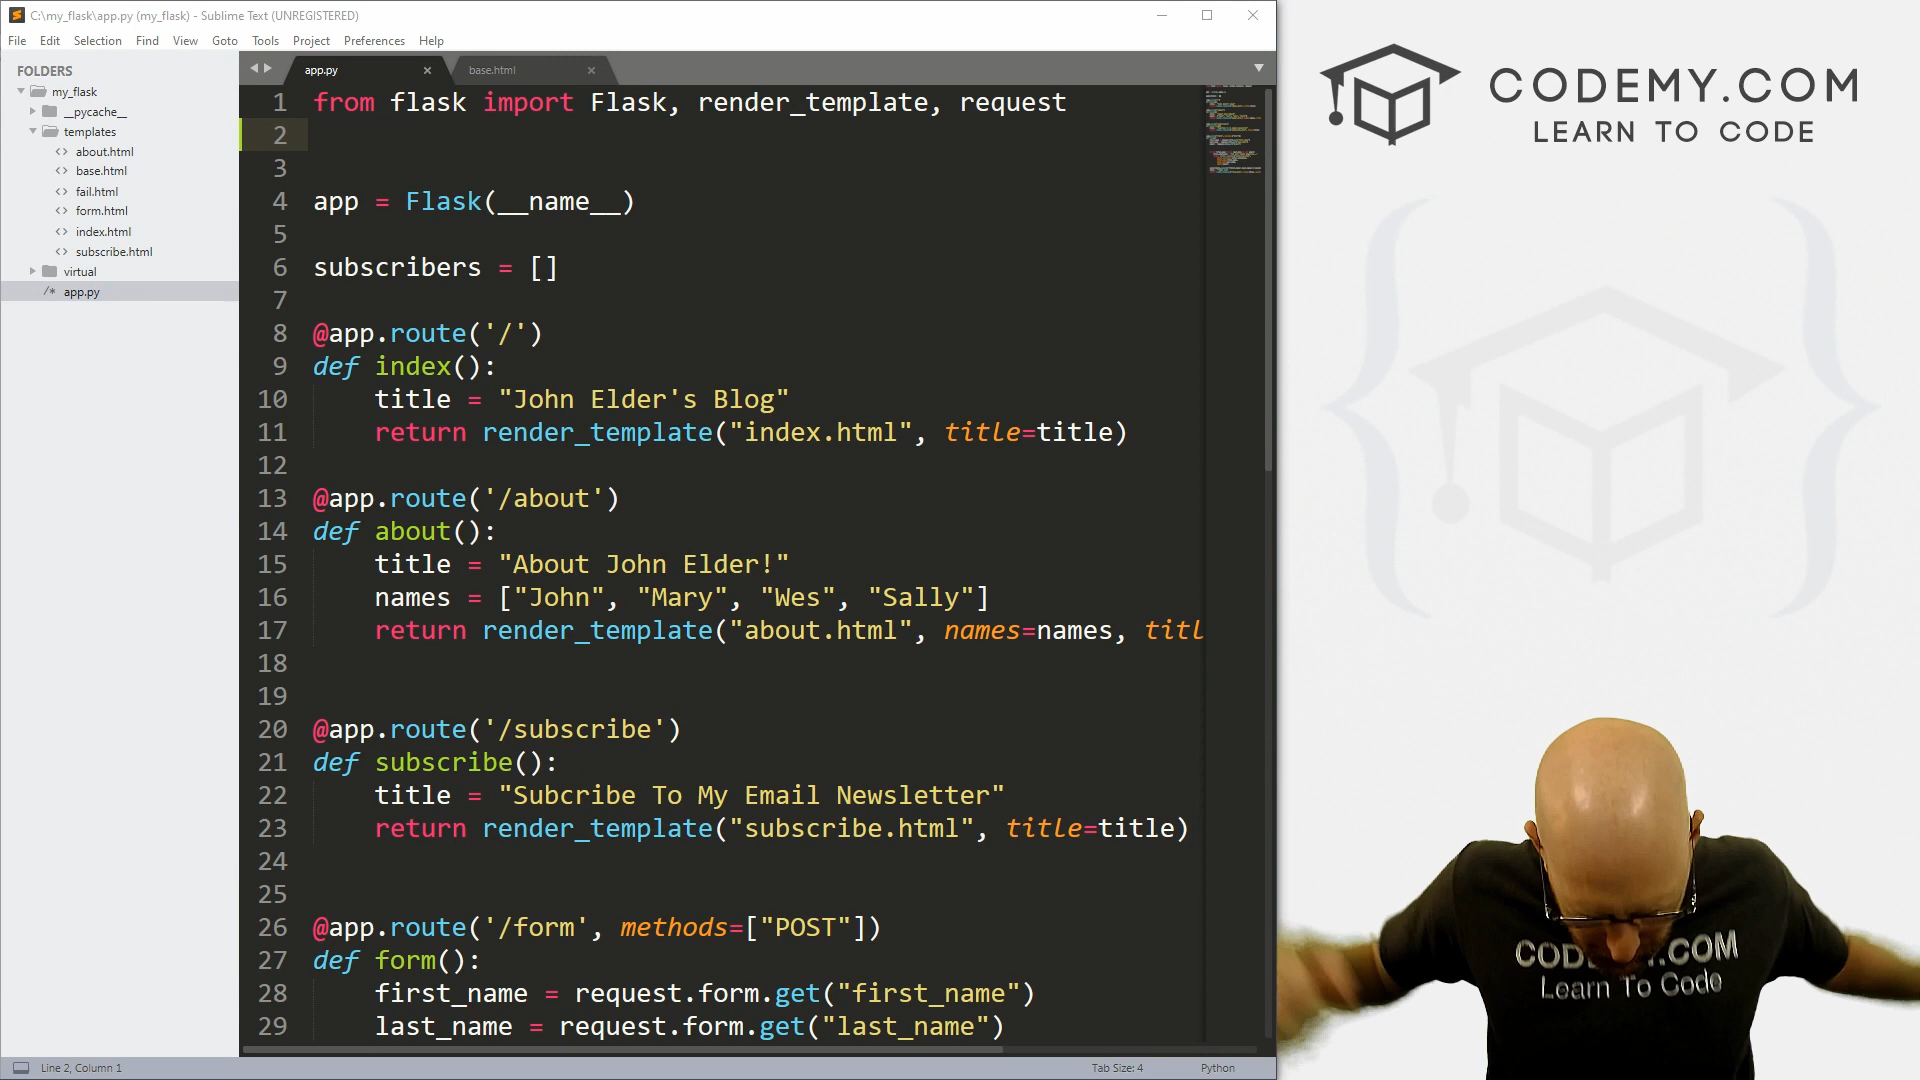 C:\my_flask\app.py (my_flask) - Sublime Text (UNREGISTERED)
File Edit Selection Find View Goto Tools Project Preferences Help
FOLDERS
my_flask
__pycache__
templates
about.html
base.html
fail.html
form.html
index.html
subscribe.html
virtual
app.py
app.py
base.html
1 from flask import Flask, render_template, request
2
3
4 app = Flask(__name__)
5
6 subscribers = []
7
8 @app.route('/')
9 def index():
10 title = "John Elder's Blog"
11 return render_template("index.html", title=title)
12
13 @app.route('/about')
14 def about():
15 title = "About John Elder!"
16 names = ["John", "Mary", "Wes", "Sally"]
17 return render_template("about.html", names=names, titl
18
19
20 @app.route('/subscribe')
21 def subscribe():
22 title = "Subcribe To My Email Newsletter"
23 return render_template("subscribe.html", title=title)
24
25
26 @app.route('/form', methods=["POST"])
27 def form():
28 first_name = request.form.get("first_name")
29 last_name = request.form.get("last_name")
Line 2, Column 1
Tab Size: 4
Python
CODEMY.COM
LEARN TO CODE
Learn To Code